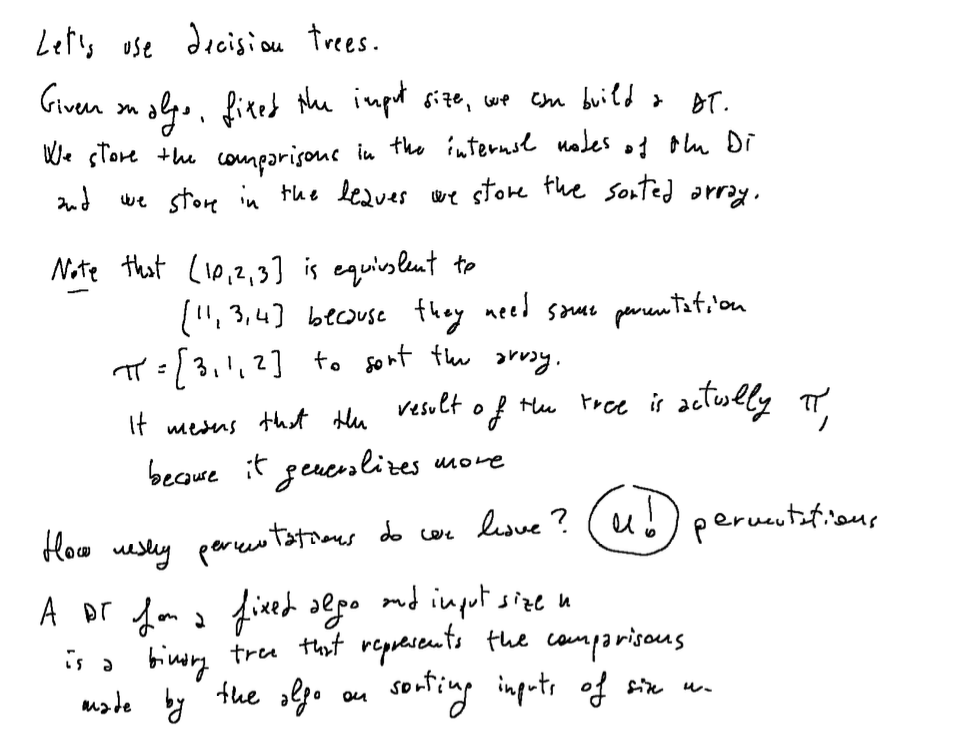 Let's use decision trees.
Given an algo, fixed the input size, we can build a DT.
We store the comparisons in the internal nodes of the DT
and we store in the leaves we store the sorted array.
Note that [10,2,3] is equivalent to
[11,3,4] because they need same permutation
π = [3,1,2] to sort the array.
It means that the result of the tree is actually π,
because it generalizes more
How many permutations do we have? n! permutations
A DT for a fixed algo and input size n
is a binary tree that represents the comparisons
made by the algo on sorting inputs of size n.